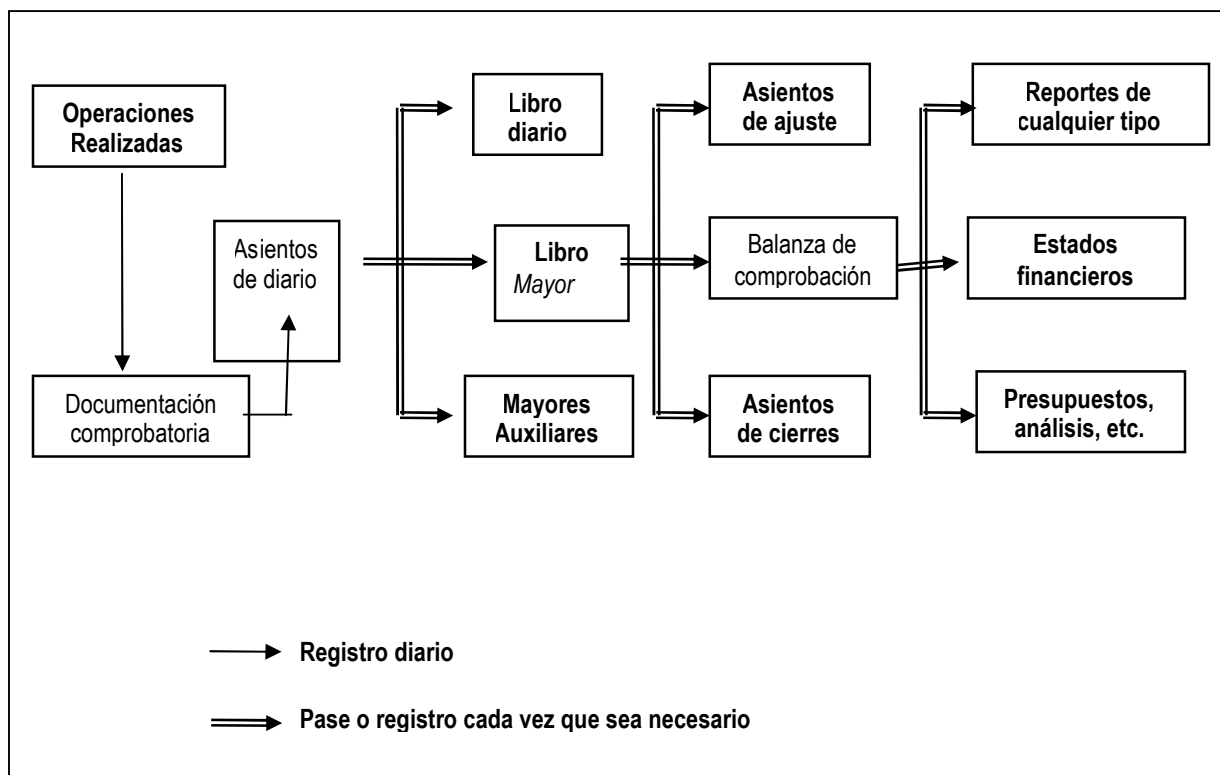 Operaciones
Realizadas
Documentación
comprobatoria
Asientos
de diario
Libro
diario
Libro
Mayor
Mayores
Auxiliares
Asientos
de ajuste
Balanza de
comprobación
Asientos
de cierres
Reportes de
cualquier tipo
Estados
financieros
Presupuestos,
análisis, etc.
Registro diario
Pase o registro cada vez que sea necesario